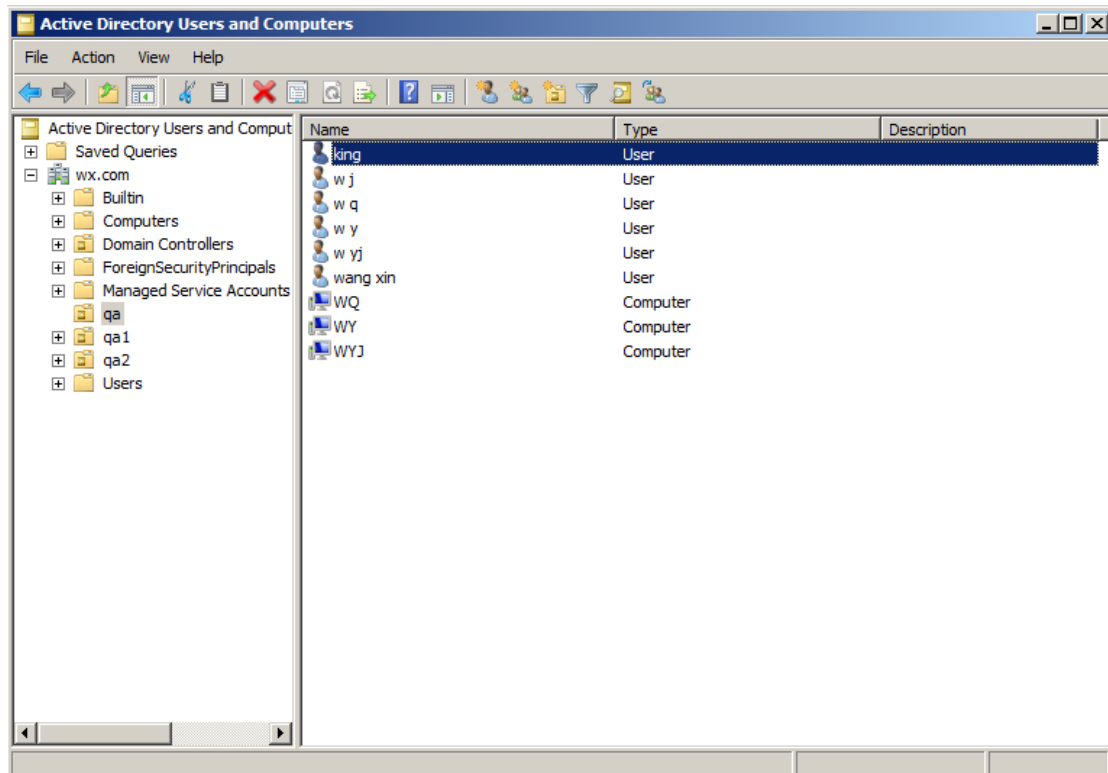 Active Directory Users and Computers
File Action View Help
Active Directory Users and Comput
Saved Queries
wx.com
Builtin
Computers
Domain Controllers
ForeignSecurityPrincipals
Managed Service Accounts
qa
qa1
qa2
Users
Name Type Description
king User
w j User
w q User
w y User
w yj User
wang xin User
WQ Computer
WY Computer
WYJ Computer